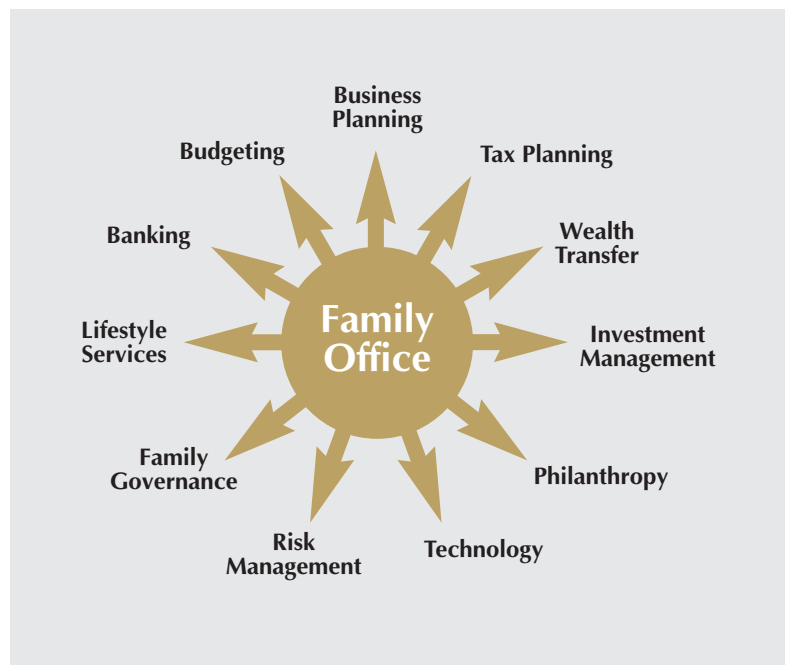 Business
Planning
Budgeting
Tax Planning
Banking
Wealth
Transfer
Lifestyle
Services
Family
Office
Investment
Management
Family
Governance
Philanthropy
Risk
Management
Technology